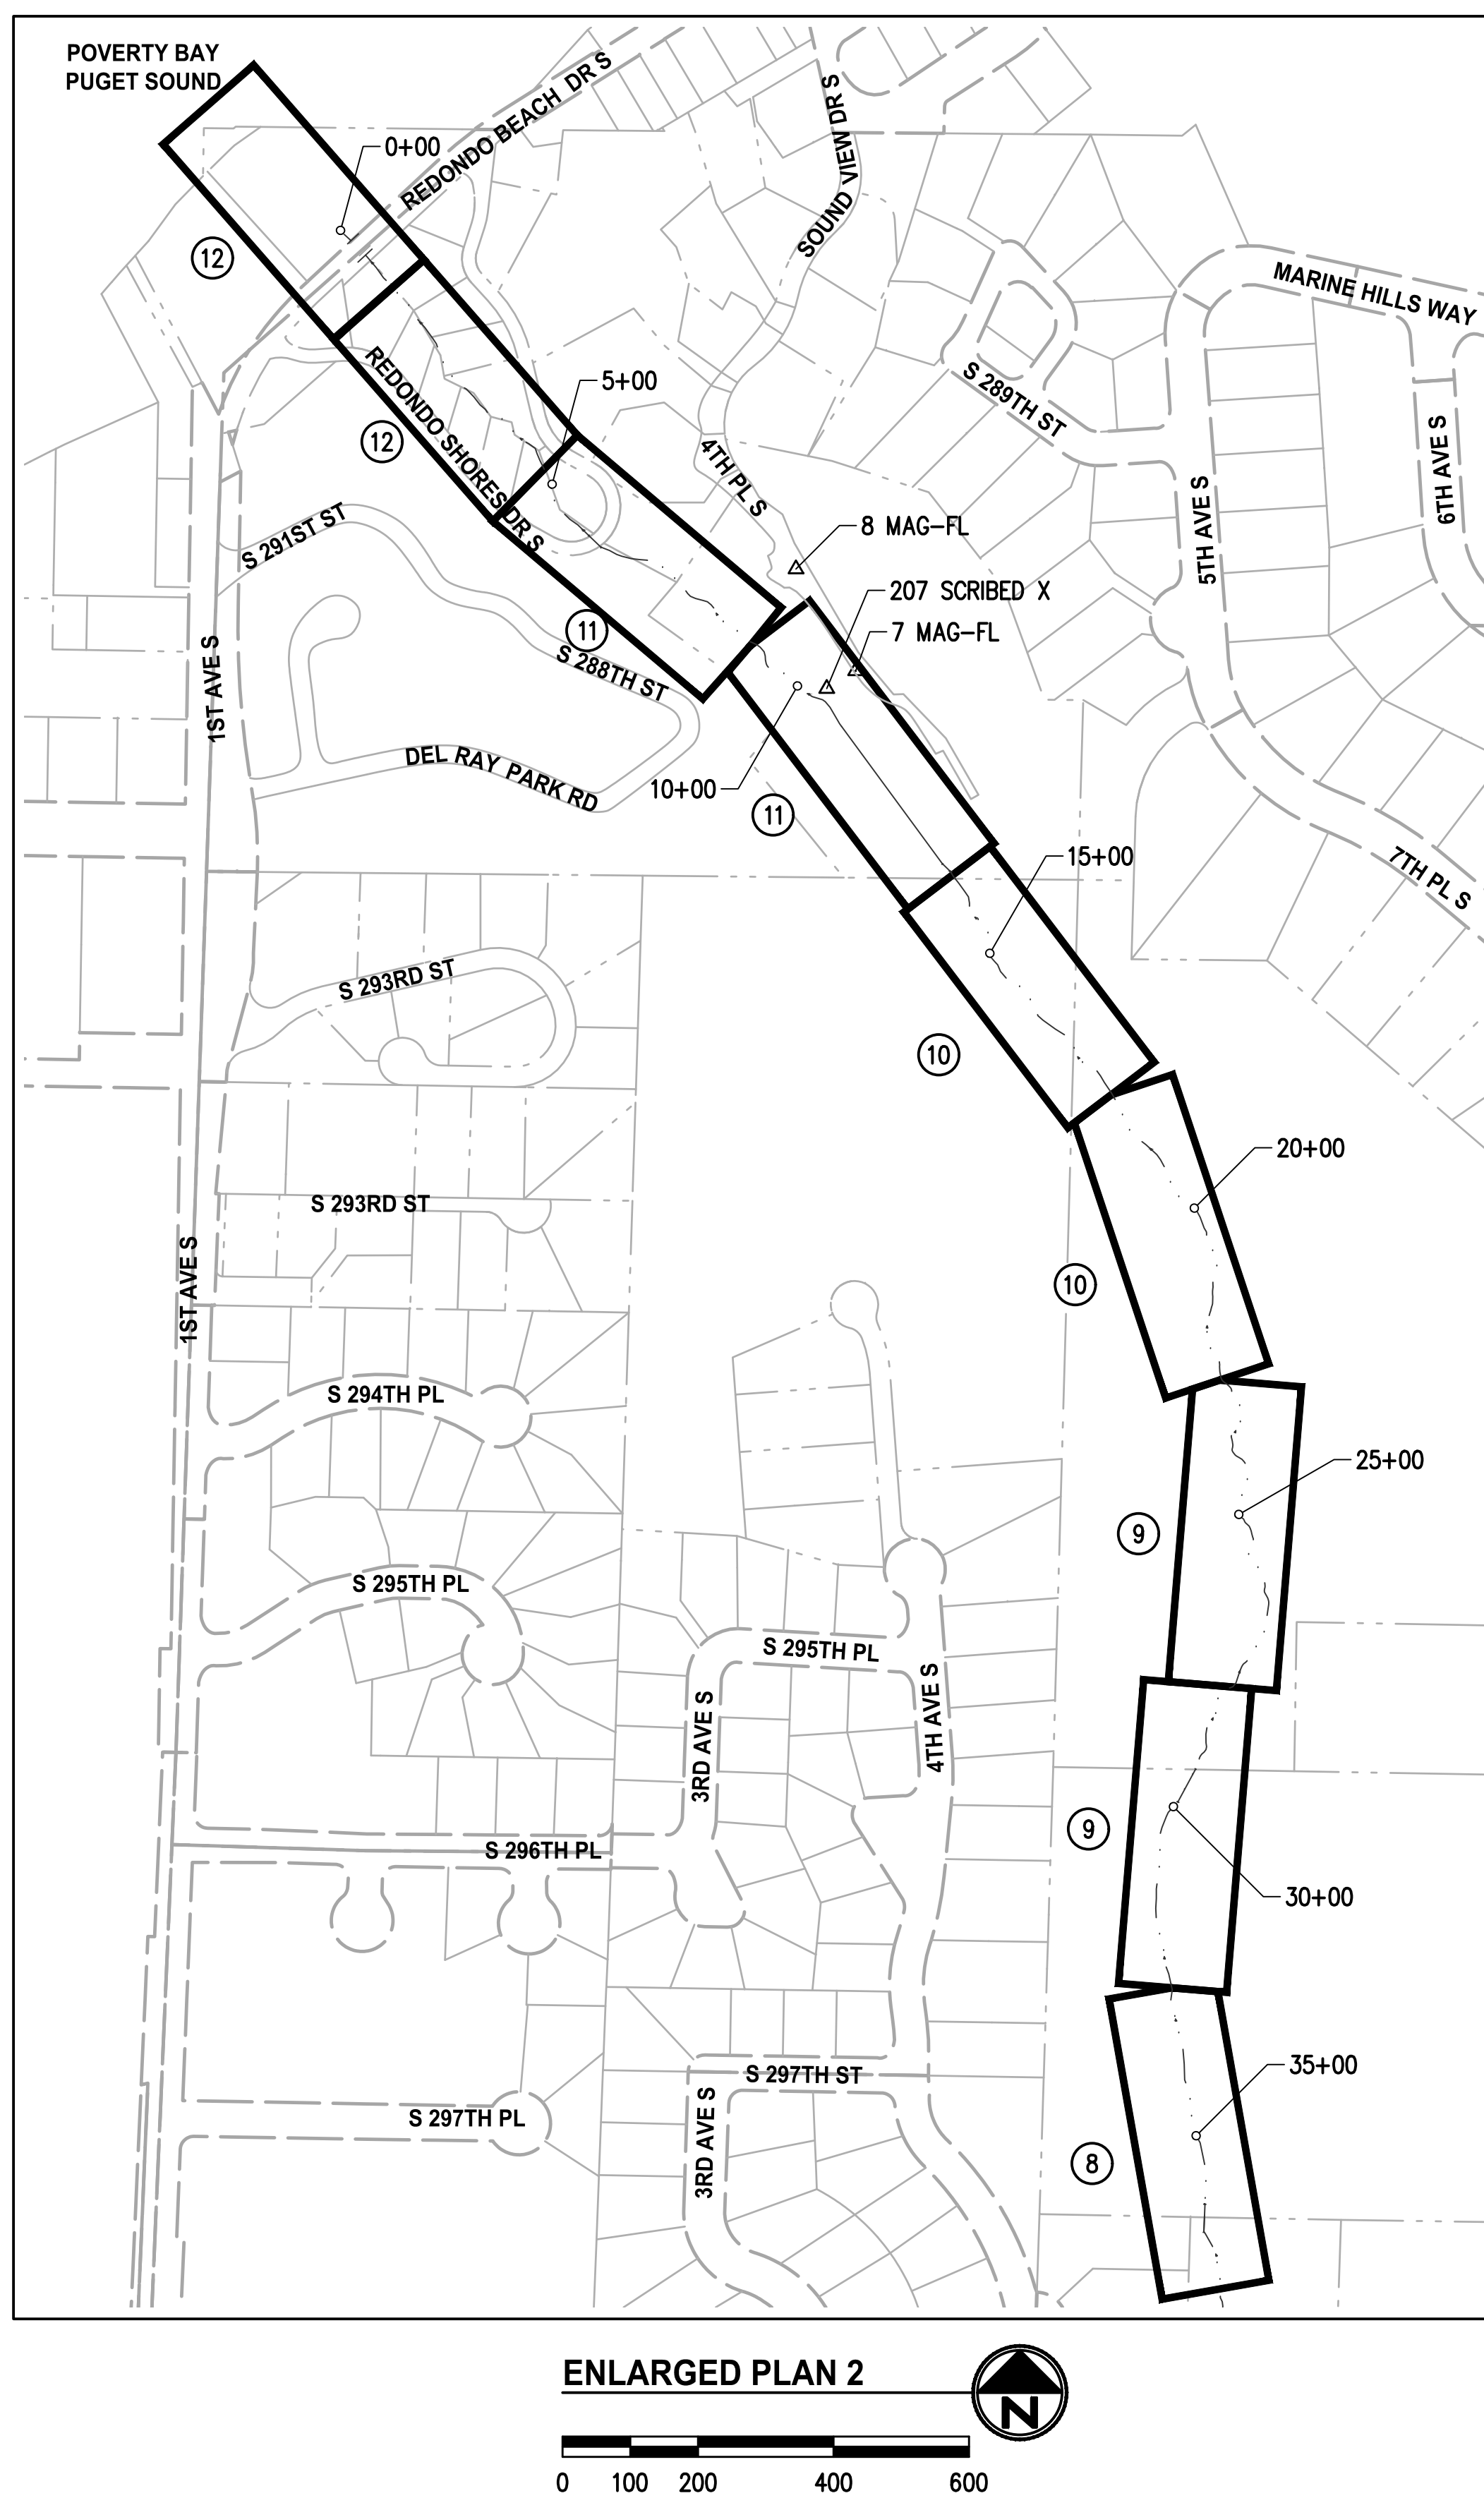 POVERTY BAY
PUGET SOUND
REDONDO BEACH DR S
0+00
SOUND VIEW DR S
12
MARINE HILLS WAY
5+00
S 289TH ST
12
REDONDO SHORES DR S
4TH PL S
6TH AVE S
5TH AVE S
S 291ST ST
8 MAG-FL
207 SCRIBED X
7 MAG-FL
11
S 288TH ST
1ST AVE S
DEL RAY PARK RD
10+00
11
15+00
7TH PL S
S 293RD ST
10
20+00
S 293RD ST
1ST AVE S
10
S 294TH PL
25+00
9
S 295TH PL
S 295TH PL
3RD AVE S
4TH AVE S
9
S 296TH PL
30+00
35+00
S 297TH ST
S 297TH PL
3RD AVE S
8
ENLARGED PLAN 2
N
0 100 200 400 600